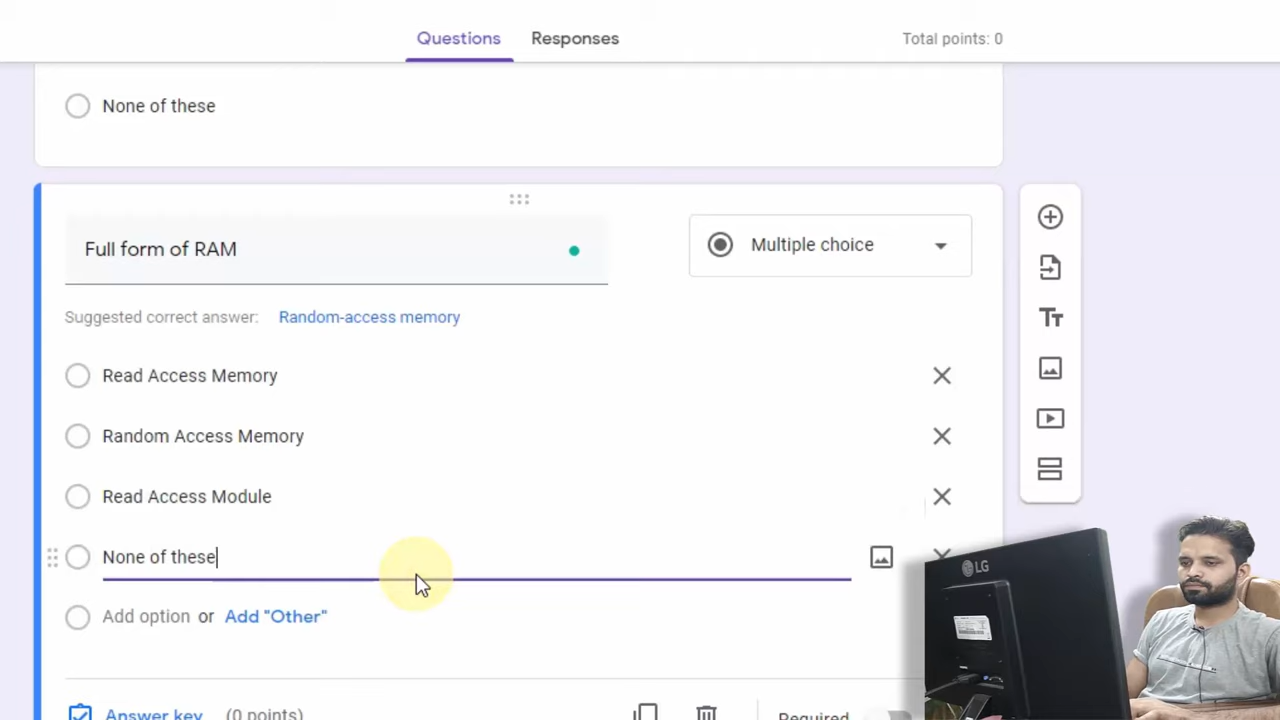 Questions Responses Total points: 0
None of these
Full form of RAM
Multiple choice
Suggested correct answer: Random-access memory
Read Access Memory
Random Access Memory
Read Access Module
None of these
Add option or Add "Other"
Answer key (0 points) Required
LG